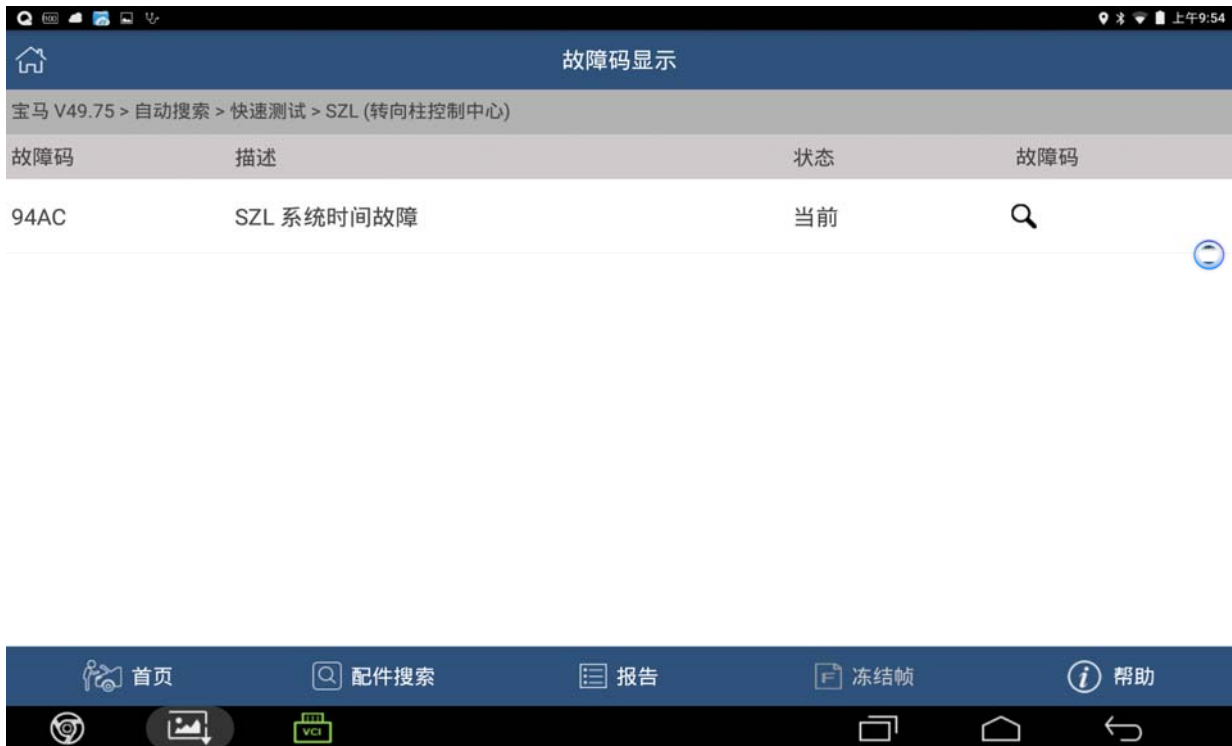 上午9:54
故障码显示
宝马 V49.75 > 自动搜索 > 快速测试 > SZL (转向柱控制中心)
故障码 描述 状态 故障码
94AC SZL 系统时间故障 当前
首页 配件搜索 报告 F 冻结帧 i 帮助
VCI